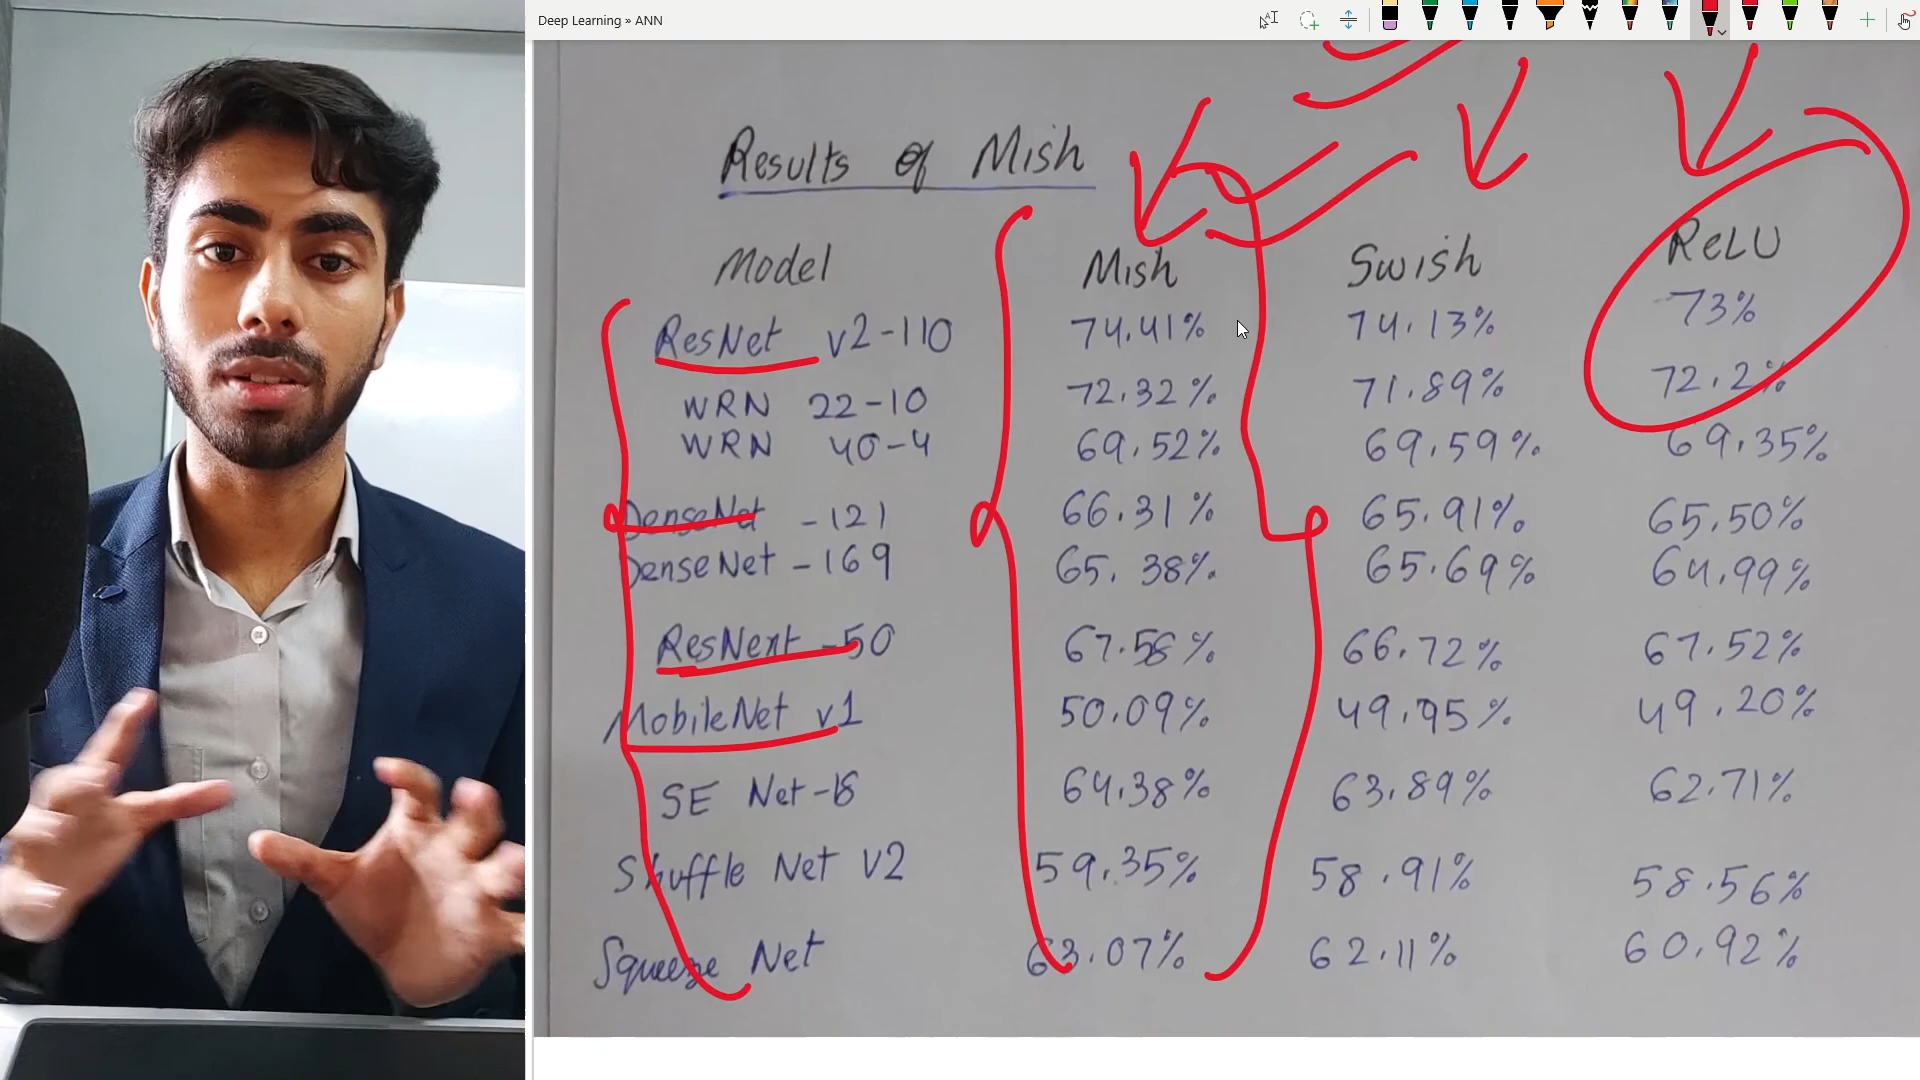 Deep Learning » ANN
Results of Mish
Model Mish Swish ReLU
ResNet v2-110 74.41% 74.13% 73%
WRN 22-10 72.32% 71.89% 72.2%
WRN 40-4 69.52% 69.59% 69.35%
DenseNet -121 66.31% 65.91% 65.50%
DenseNet -169 65.38% 65.69% 64.99%
ResNext -50 67.58% 66.72% 67.52%
MobileNet v1 50.09% 49.95% 49.20%
SE Net-18 64.38% 63.89% 62.71%
Shuffle Net v2 59.35% 58.91% 58.56%
Squeeze Net 63.07% 62.11% 60.92%